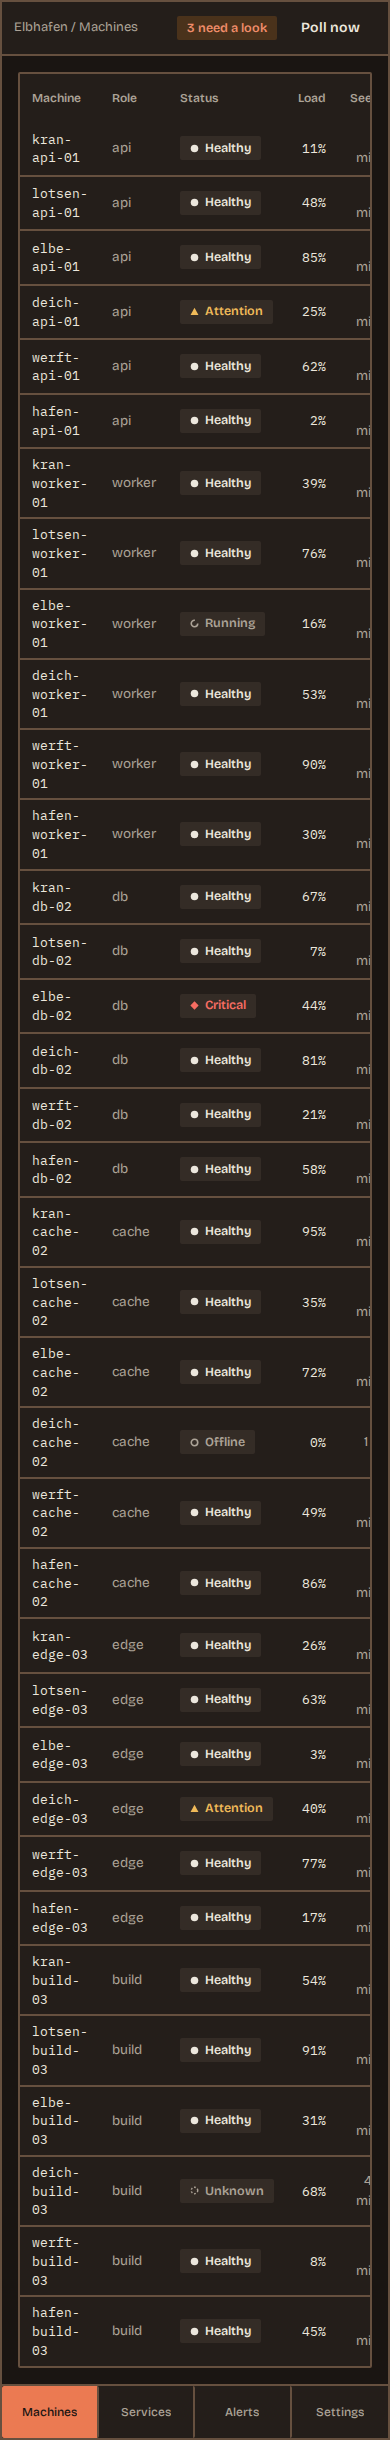 Elbhafen / Machines 3 need a look Poll now
Machine Role Status Load
kran-
api-01 api Healthy 11%
lotsen-
api-01 api Healthy 48%
elbe-
api-01 api Healthy 85%
deich-
api-01 api Attention 25%
werft-
api-01 api Healthy 62%
hafen-
api-01 api Healthy 2%
kran-
worker- worker Healthy 39%
01
lotsen-
worker- worker Healthy 76%
01
elbe-
worker- worker Running 16%
01
deich-
worker- worker Healthy 53%
01
werft-
worker- worker Healthy 90%
01
hafen-
worker- worker Healthy 30%
01
kran-
db-02 db Healthy 67%
lotsen-
db-02 db Healthy 7%
elbe-
db-02 db Critical 44%
deich-
db-02 db Healthy 81%
werft-
db-02 db Healthy 21%
hafen-
db-02 db Healthy 58%
kran-
cache- cache Healthy 95%
02
lotsen-
cache- cache Healthy 35%
02
elbe-
cache- cache Healthy 72%
02
deich-
cache- cache Offline 0%
02
werft-
cache- cache Healthy 49%
02
hafen-
cache- cache Healthy 86%
02
kran-
edge-03 edge Healthy 26%
lotsen-
edge-03 edge Healthy 63%
elbe-
edge-03 edge Healthy 3%
deich-
edge-03 edge Attention 40%
werft-
edge-03 edge Healthy 77%
hafen-
edge-03 edge Healthy 17%
kran-
build- build Healthy 54%
03
lotsen-
build- build Healthy 91%
03
elbe-
build- build Healthy 31%
03
deich-
build- build Unknown 68%
03
werft-
build- build Healthy 8%
03
hafen-
build- build Healthy 45%
03
Machines Services Alerts Settings